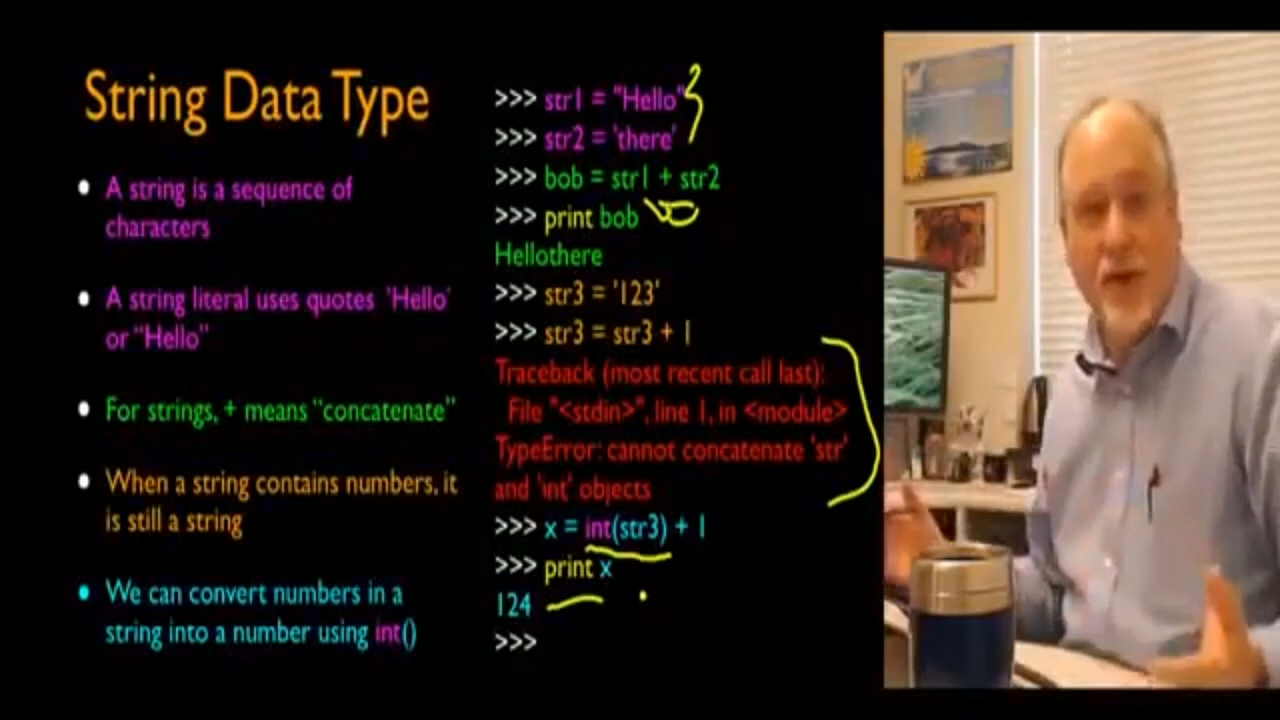 String Data Type
• A string is a sequence of
characters
• A string literal uses quotes 'Hello'
or "Hello"
• For strings, + means "concatenate"
• When a string contains numbers, it
is still a string
• We can convert numbers in a
string into a number using int()
>>> str1 = "Hello"
>>> str2 = 'there'
>>> bob = str1 + str2
>>> print bob
Hellothere
>>> str3 = '123'
>>> str3 = str3 + 1
Traceback (most recent call last):
File "<stdin>", line 1, in <module>
TypeError: cannot concatenate 'str'
and 'int' objects
>>> x = int(str3) + 1
>>> print x
124
>>>